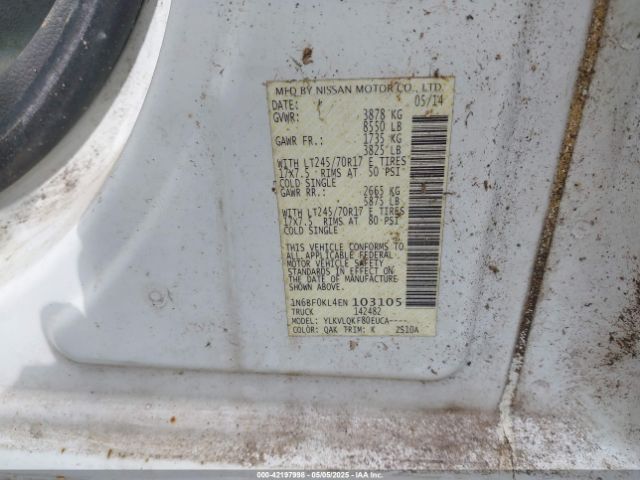 MFD BY NISSAN MOTOR CO., LTD.
DATE: 05/14
GVWR: 3878 KG
8550 LB
GAWR FR.: 1735 KG
3825 LB
WITH LT245/70R17 E TIRES
17X7.5 RIMS AT 50 PSI
COLD SINGLE
GAWR RR.: 2665 KG
5875 LB
WITH LT245/70R17 E TIRES
17X7.5 RIMS AT 80 PSI
COLD SINGLE
THIS VEHICLE CONFORMS TO
ALL APPLICABLE FEDERAL
MOTOR VEHICLE SAFETY
STANDARDS IN EFFECT ON
THE DATE OF MANUFACTURE
SHOWN ABOVE.
1N6BF0KL4EN 103105
TRUCK 142482
MODEL: YLKVLQKF80EUCA----
COLOR: QAK TRIM: K 2S10A
000-42197998 - 05/05/2025 - IAAI.COM